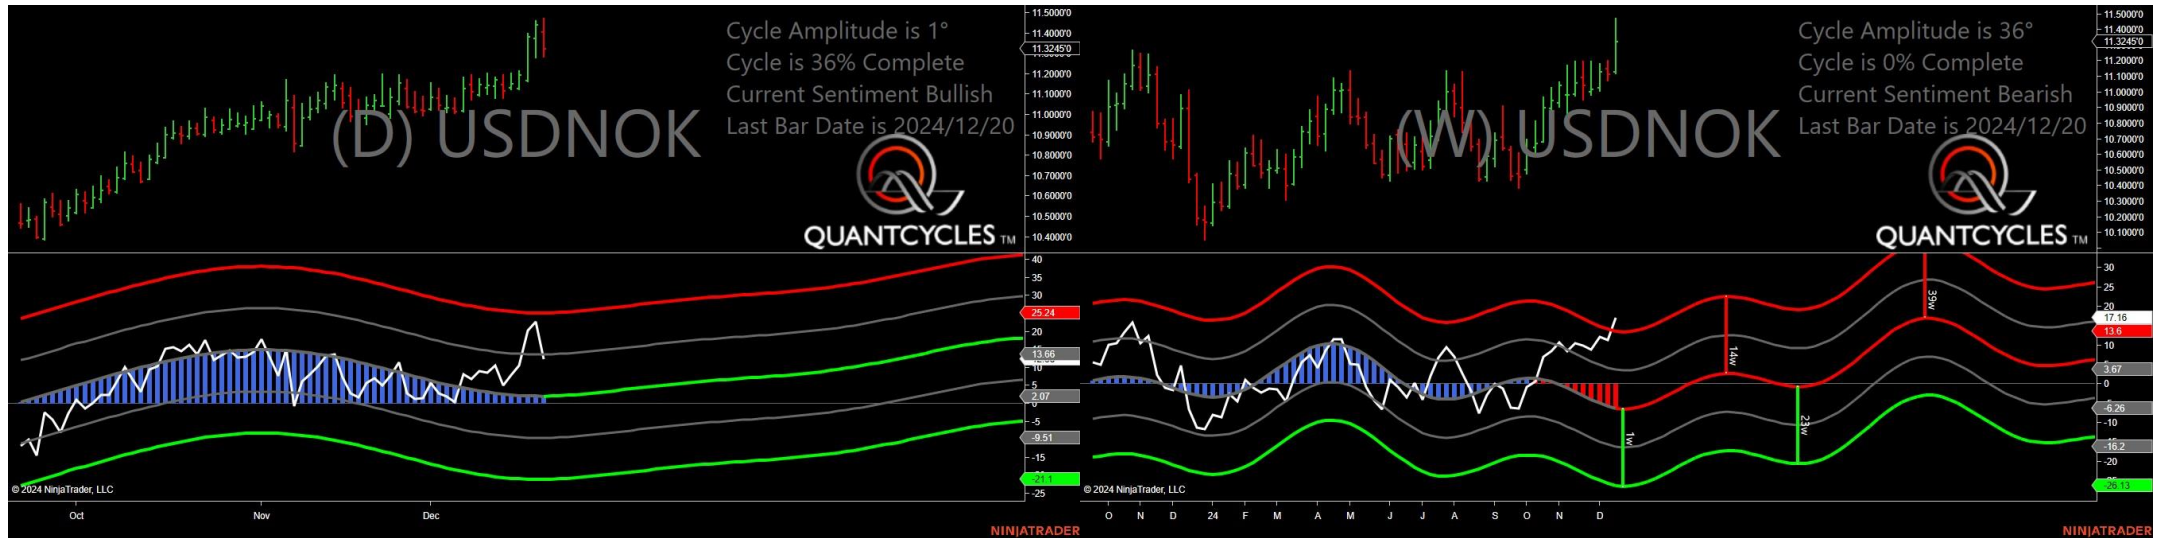 Cycle Amplitude is 1°
Cycle is 36% Complete
Current Sentiment Bullish
Last Bar Date is 2024/12/20
(D) USDNOK
QUANTCYCLES TM
11.5000'0
11.4000'0
11.3245'0
11.2000'0
11.1000'0
11.0000'0
10.9000'0
10.8000'0
10.7000'0
10.6000'0
10.5000'0
10.4000'0
40
35
30
25.24
20
15
13.66
10
5
2.07
0
-5
-9.51
-15
-21.1
-25
© 2024 NinjaTrader, LLC
Oct
Nov
Dec
NINJATRADER
Cycle Amplitude is 36°
Cycle is 0% Complete
Current Sentiment Bearish
Last Bar Date is 2024/12/20
(W) USDNOK
QUANTCYCLES TM
11.5000'0
11.4000'0
11.3245'0
11.2000'0
11.1000'0
11.0000'0
10.9000'0
10.8000'0
10.7000'0
10.6000'0
10.5000'0
10.4000'0
10.3000'0
10.2000'0
10.1000'0
30
25
20
17.16
13.6
10
3.67
0
-6.26
-10
-16.2
-20
-26.13
1w
14w
23w
39w
© 2024 NinjaTrader, LLC
O N D 24 F M A M J J A S O N D
NINJATRADER